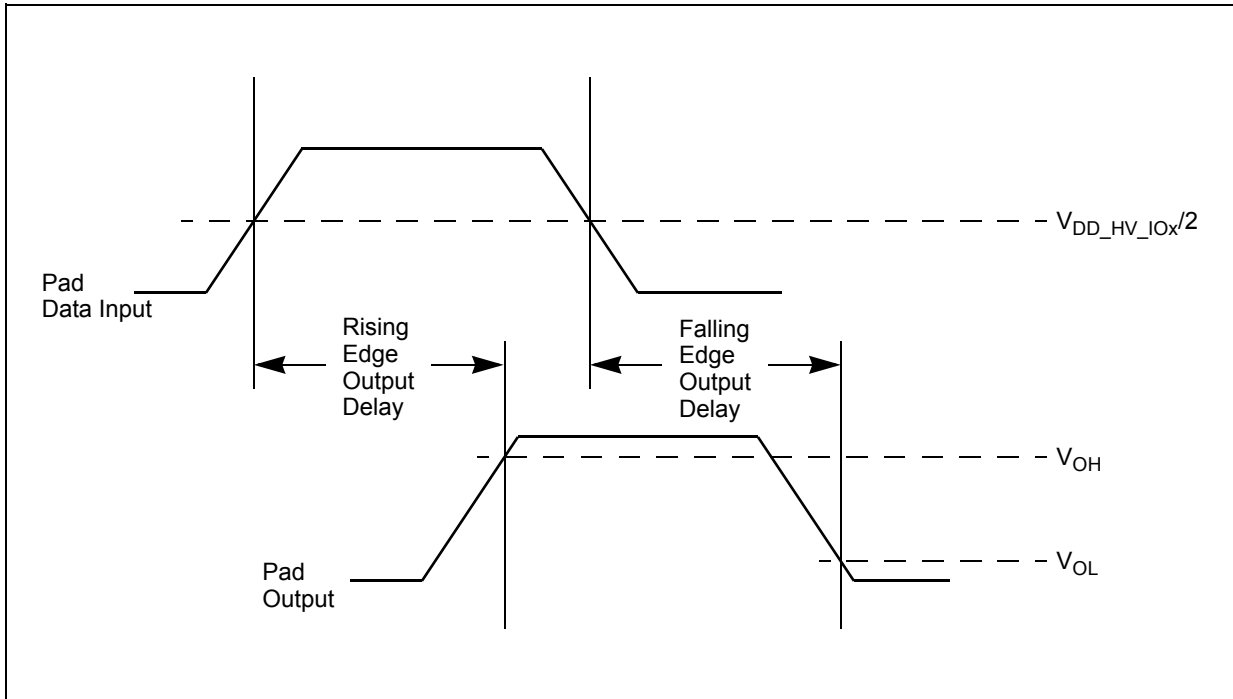 V_DD_HV_IOx/2
Pad
Data Input
Rising
Edge
Output
Delay
Falling
Edge
Output
Delay
V_OH
V_OL
Pad
Output